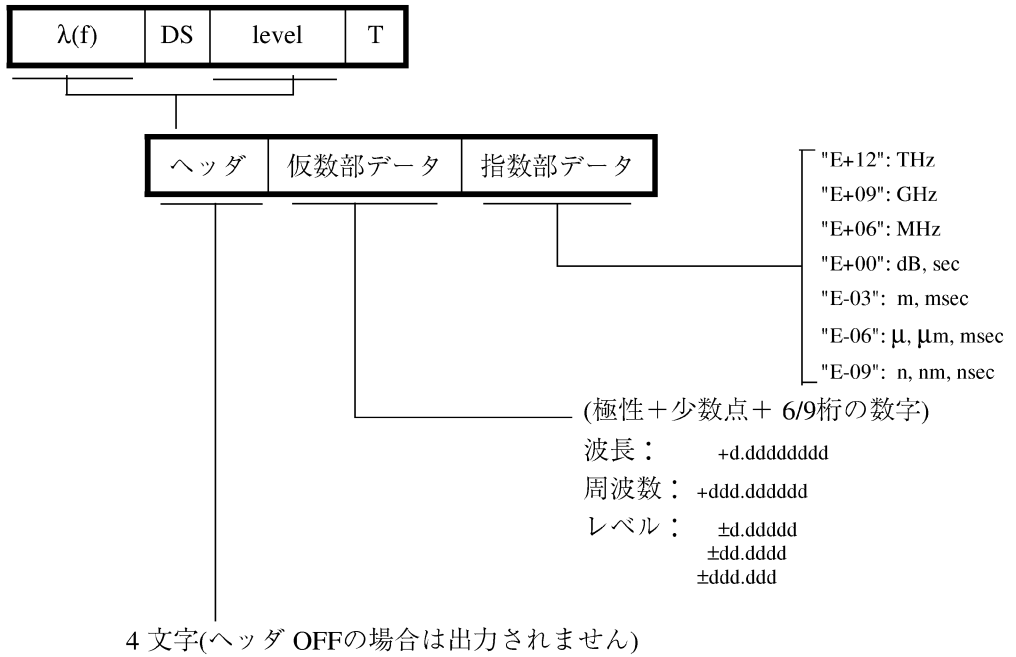 λ(f) DS level T
ヘッダ 仮数部データ 指数部データ
"E+12": THz
"E+09": GHz
"E+06": MHz
"E+00": dB, sec
"E-03": m, msec
"E-06": μ, μm, msec
"E-09": n, nm, nsec
(極性＋少数点＋ 6/9桁の数字)
波長： +d.dddddddd
周波数： +ddd.dddddd
レベル： ±d.ddddd
±dd.dddd
±ddd.ddd
4 文字(ヘッダ OFFの場合は出力されません)